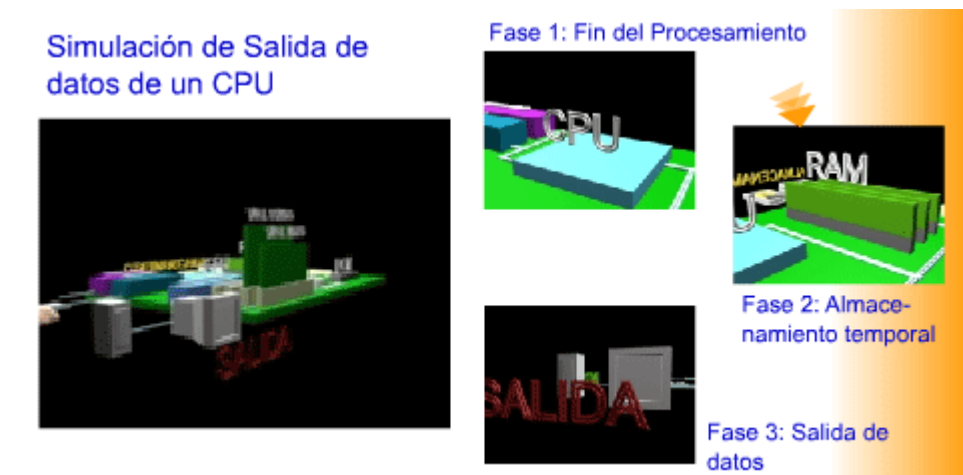 Simulación de Salida de
datos de un CPU
SALIDA
Fase 1: Fin del Procesamiento
CPU
RAM
U
Fase 2: Almace-
namiento temporal
SALIDA
Fase 3: Salida de
datos